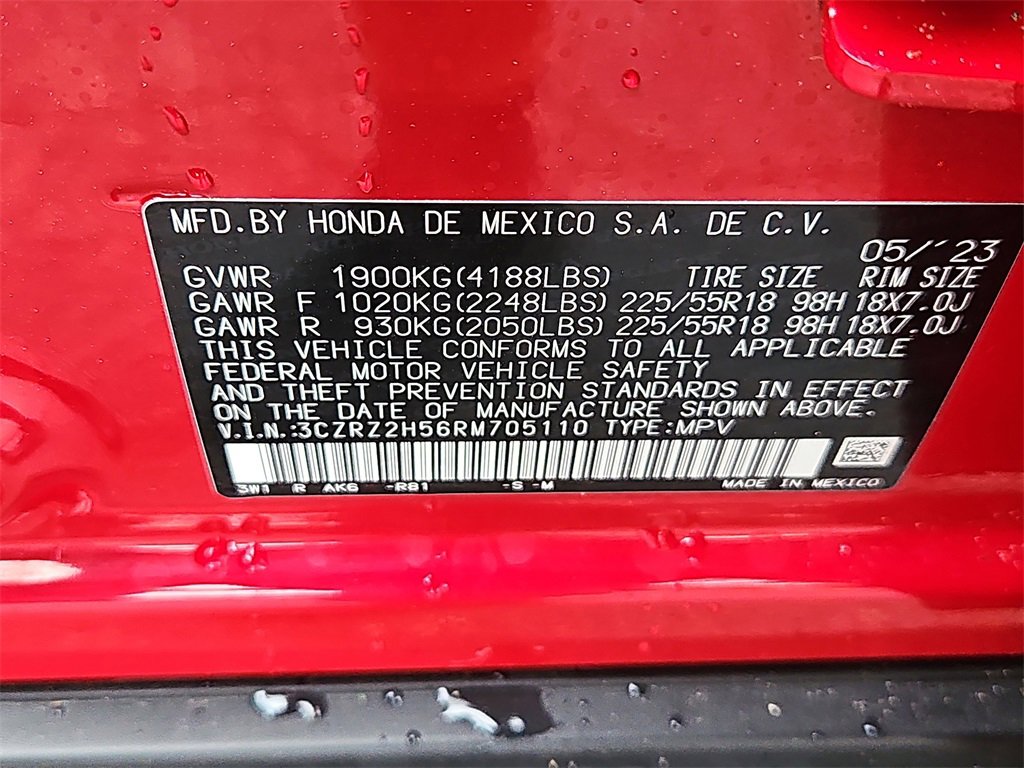 MFD.BY HONDA DE MEXICO S.A. DE C.V.
05/'23
GVWR 1900KG(4188LBS) TIRE SIZE RIM SIZE
GAWR F 1020KG(2248LBS) 225/55R18 98H 18X7.0J
GAWR R 930KG(2050LBS) 225/55R18 98H 18X7.0J
THIS VEHICLE CONFORMS TO ALL APPLICABLE
FEDERAL MOTOR VEHICLE SAFETY
AND THEFT PREVENTION STANDARDS IN EFFECT
ON THE DATE OF MANUFACTURE SHOWN ABOVE.
V.I.N.:3CZRZ2H56RM705110 TYPE:MPV
3W1 R AK6 -R81 -S -M MADE IN MEXICO